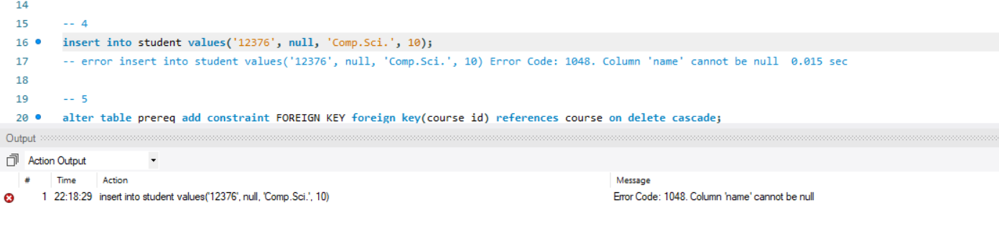 14
15 -- 4
16 insert into student values('12376', null, 'Comp.Sci.', 10);
17 -- error insert into student values('12376', null, 'Comp.Sci.', 10) Error Code: 1048. Column 'name' cannot be null 0.015 sec
18
19 -- 5
20 alter table prereq add constraint FOREIGN KEY foreign key(course id) references course on delete cascade;
Output
Action Output
# Time Action Message
1 22:18:29 insert into student values('12376', null, 'Comp.Sci.', 10) Error Code: 1048. Column 'name' cannot be null